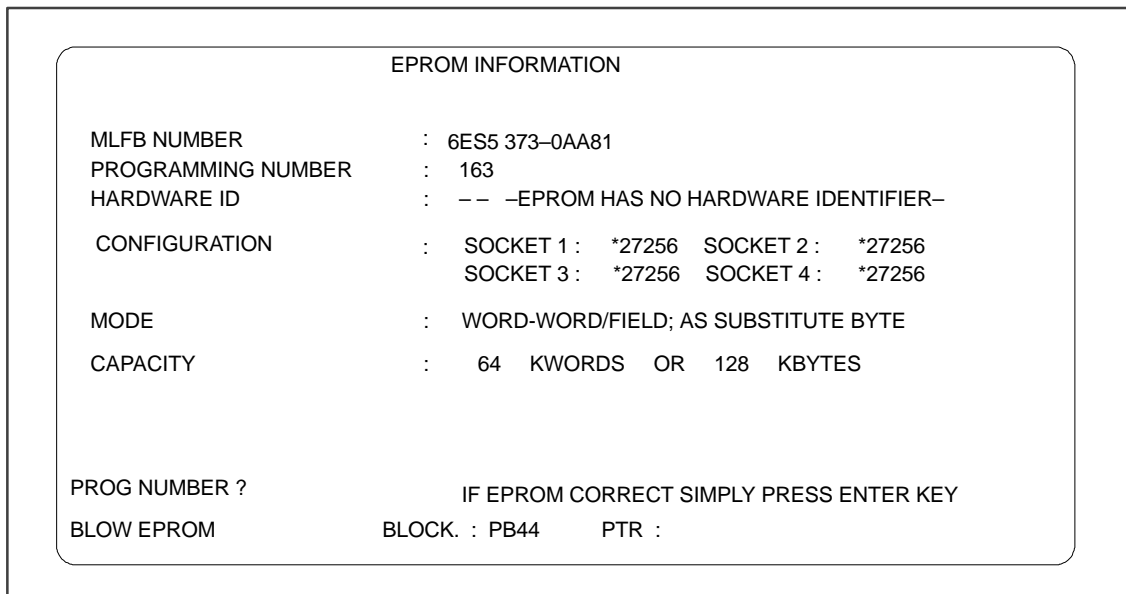 EPROM INFORMATION
MLFB NUMBER : 6ES5 373–0AA81
PROGRAMMING NUMBER : 163
HARDWARE ID : – – –EPROM HAS NO HARDWARE IDENTIFIER–
CONFIGURATION : SOCKET 1 : *27256 SOCKET 2 : *27256
SOCKET 3 : *27256 SOCKET 4 : *27256
MODE : WORD-WORD/FIELD; AS SUBSTITUTE BYTE
CAPACITY : 64 KWORDS OR 128 KBYTES
PROG NUMBER ? IF EPROM CORRECT SIMPLY PRESS ENTER KEY
BLOW EPROM BLOCK. : PB44 PTR :